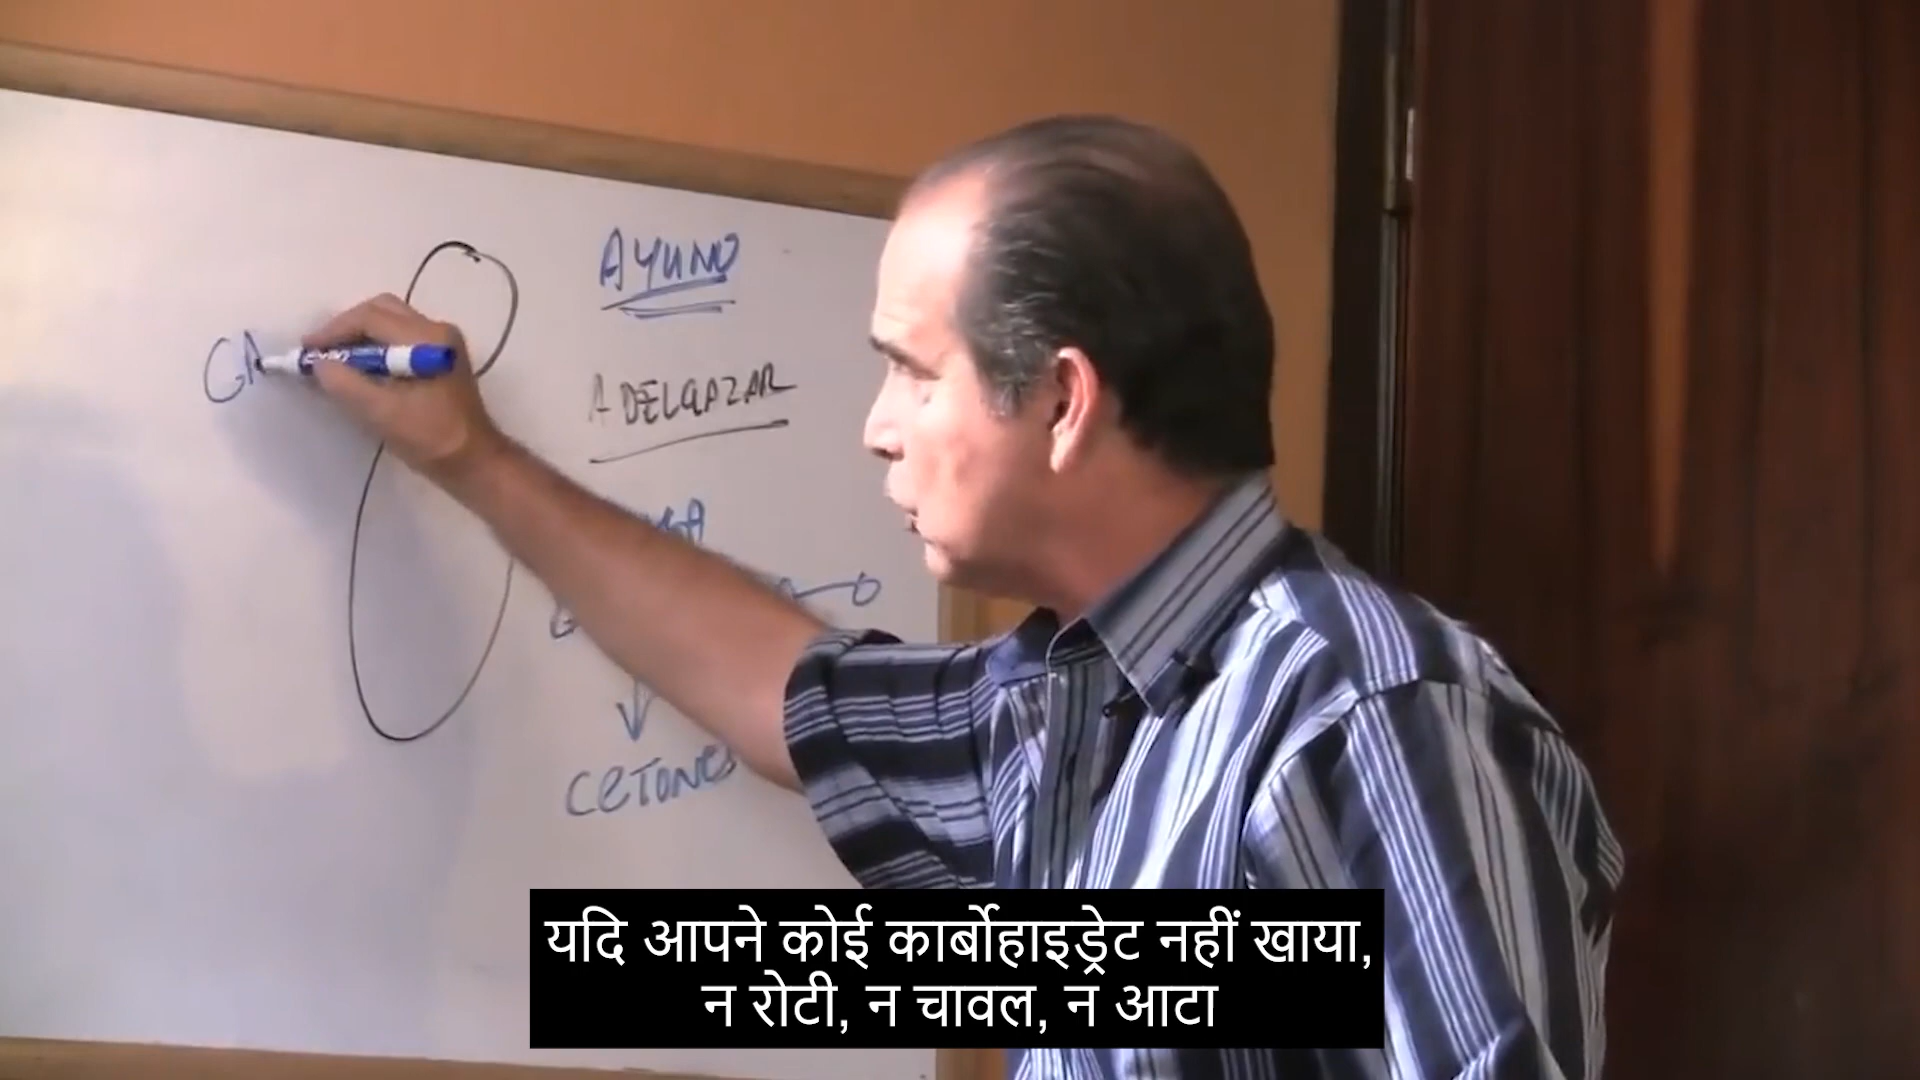 AYUNO
ADELGAZAR
CETONES
यदि आपने कोई कार्बोहाइड्रेट नहीं खाया,
न रोटी, न चावल, न आटा